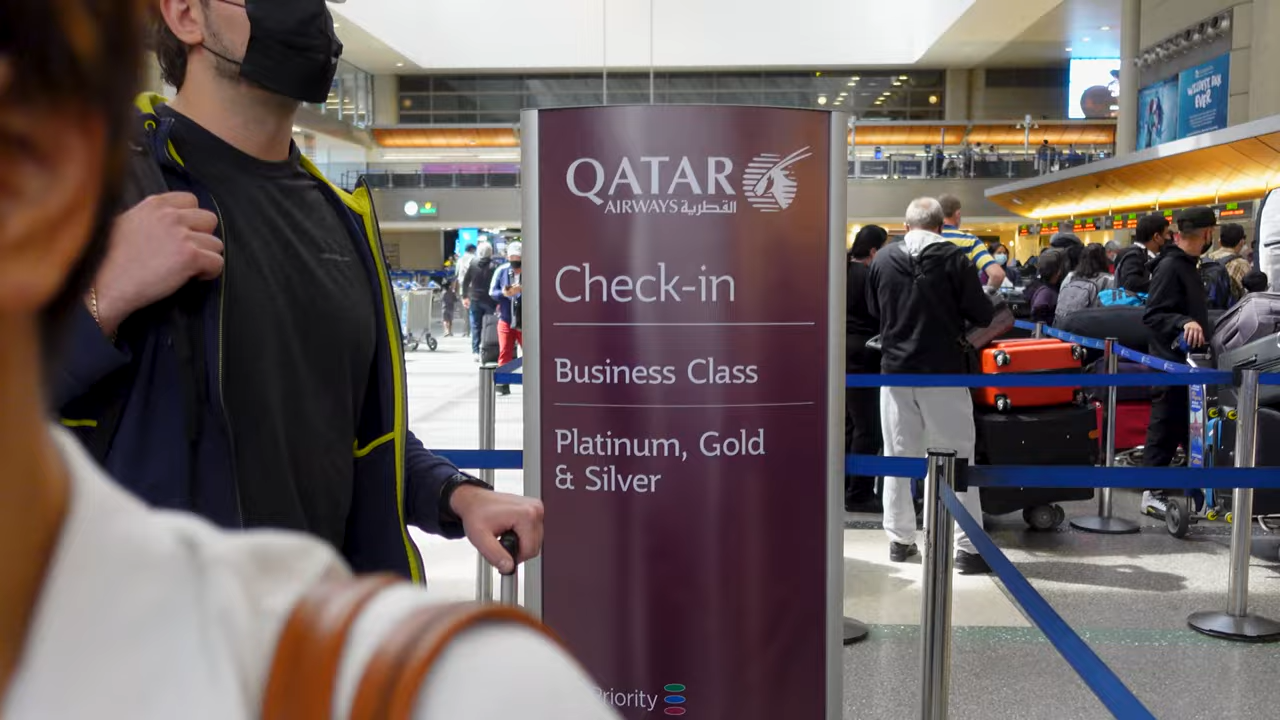 QATAR
AIRWAYS القطرية
Check-in
Business Class
Platinum, Gold
& Silver
Priority